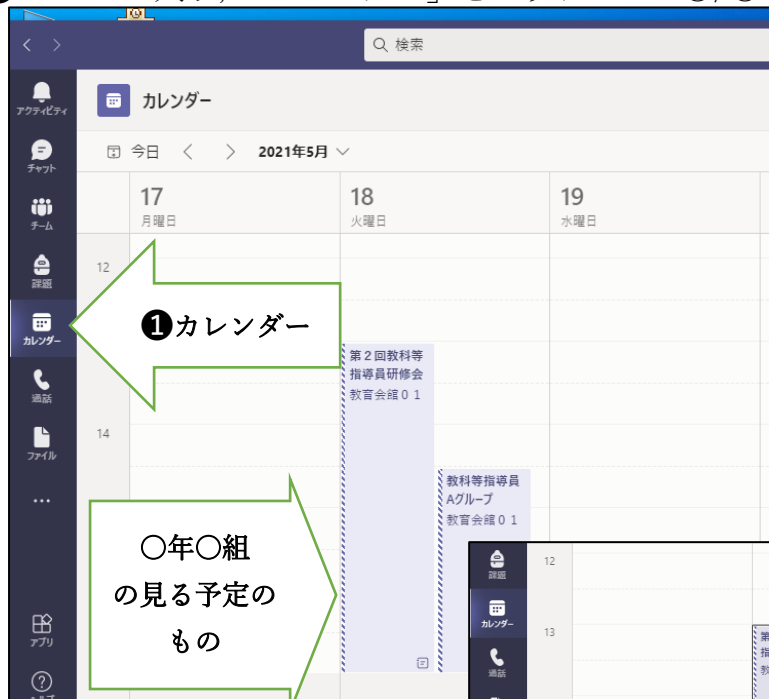 検索
アクティビティ
カレンダー
チャット
今日
2021年5月
チーム
17
月曜日
18
火曜日
19
水曜日
課題
12
カレンダー
❶カレンダー
第２回教科等
指導員研修会
教育会館０１
通話
14
ファイル
教科等指導員
Aグループ
教育会館０１
…
〇年〇組
の見る予定の
もの
課題
12
カレンダー
13
通話
アプリ